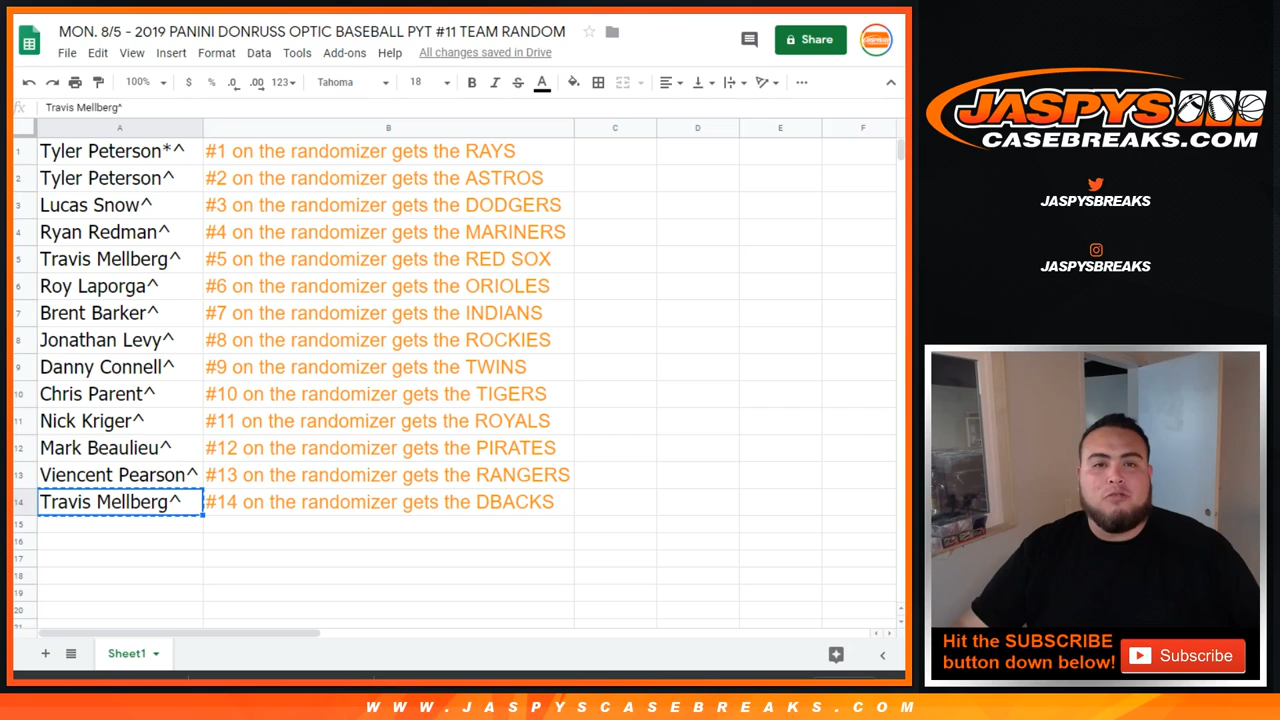 MON. 8/5 - 2019 PANINI DONRUSS OPTIC BASEBALL PYT #11 TEAM RANDOM
File Edit View Insert Format Data Tools Add-ons Help All changes saved in Drive
Share
100% $ % .0 .00 123 Tahoma 18 B I S A
fx Travis Mellberg^
A B C D E F
1 Tyler Peterson*^ #1 on the randomizer gets the RAYS
2 Tyler Peterson^ #2 on the randomizer gets the ASTROS
3 Lucas Snow^ #3 on the randomizer gets the DODGERS
4 Ryan Redman^ #4 on the randomizer gets the MARINERS
5 Travis Mellberg^ #5 on the randomizer gets the RED SOX
6 Roy Laporga^ #6 on the randomizer gets the ORIOLES
7 Brent Barker^ #7 on the randomizer gets the INDIANS
8 Jonathan Levy^ #8 on the randomizer gets the ROCKIES
9 Danny Connell^ #9 on the randomizer gets the TWINS
10 Chris Parent^ #10 on the randomizer gets the TIGERS
11 Nick Kriger^ #11 on the randomizer gets the ROYALS
12 Mark Beaulieu^ #12 on the randomizer gets the PIRATES
13 Viencent Pearson^ #13 on the randomizer gets the RANGERS
14 Travis Mellberg^ #14 on the randomizer gets the DBACKS
15
16
17
18
19
20
21
Sheet1
JASPYS
CASEBREAKS.COM
JASPYSBREAKS
JASPYSBREAKS
Hit the SUBSCRIBE
button down below!
Subscribe
WWW.JASPYSCASEBREAKS.COM